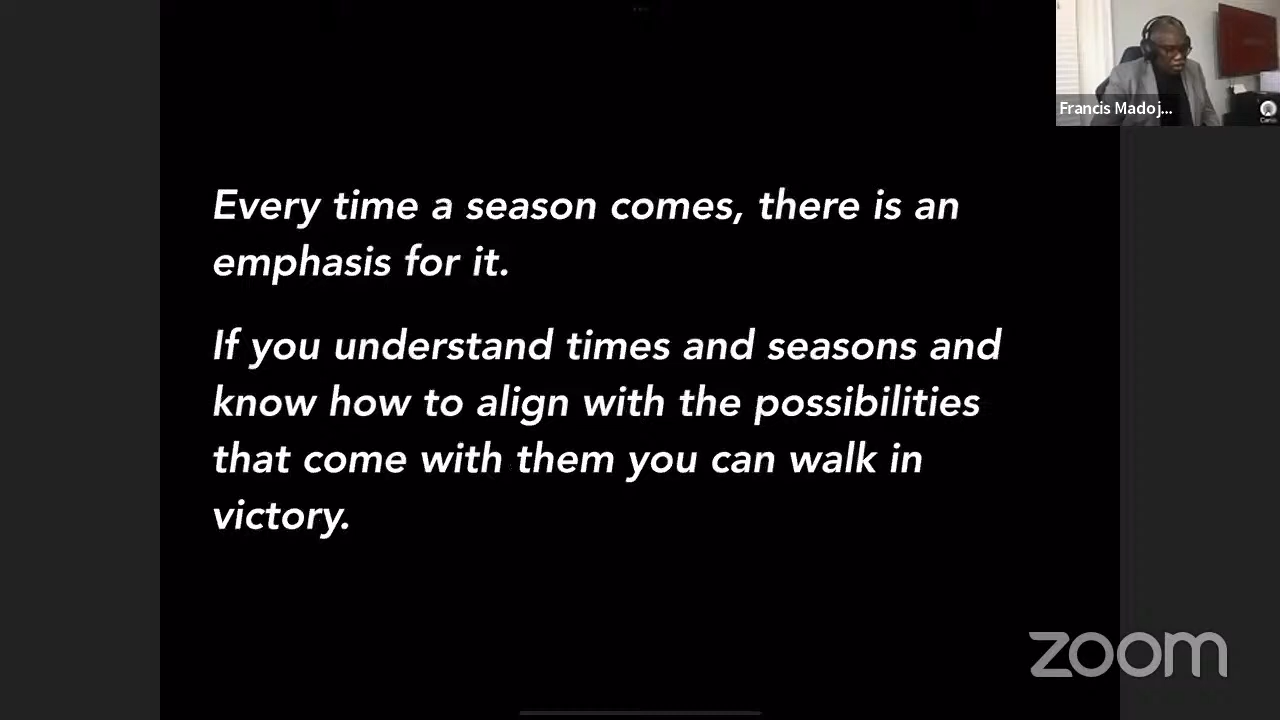 Francis Madoj...
Every time a season comes, there is an
emphasis for it.
If you understand times and seasons and
know how to align with the possibilities
that come with them you can walk in
victory.
zoom